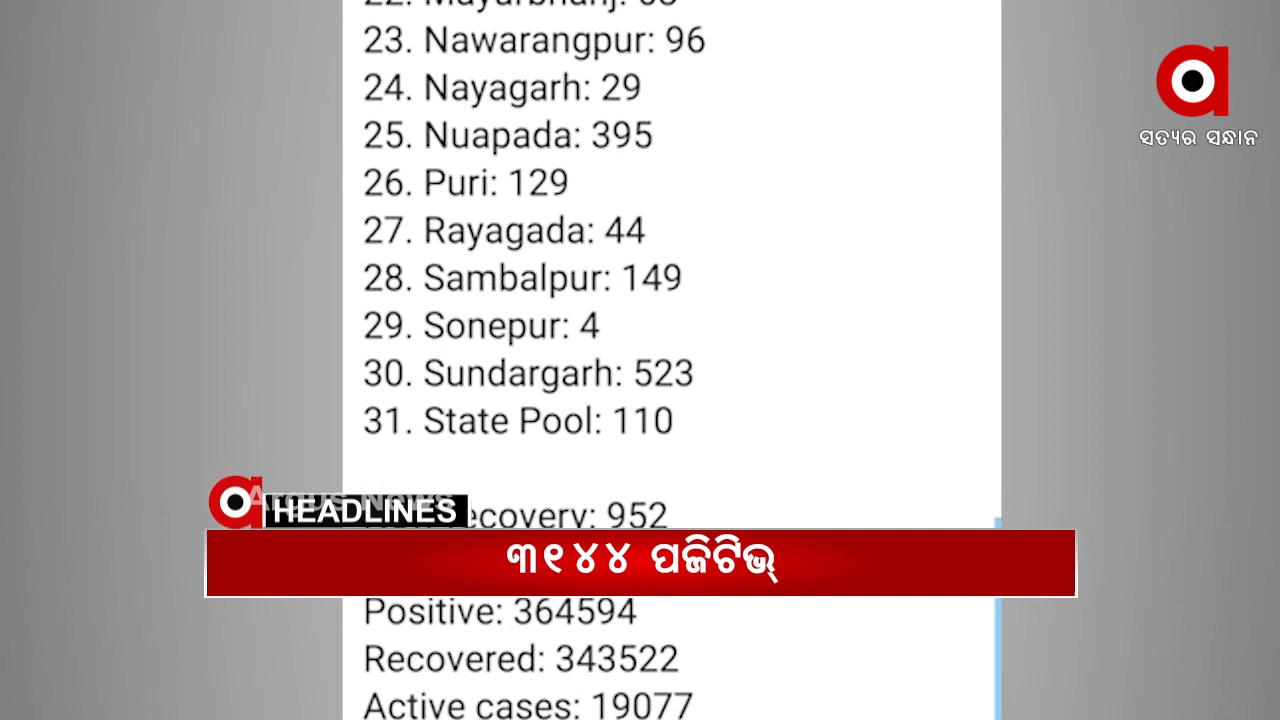 23. Nawarangpur: 96
24. Nayagarh: 29
25. Nuapada: 395
26. Puri: 129
27. Rayagada: 44
28. Sambalpur: 149
29. Sonepur: 4
30. Sundargarh: 523
31. State Pool: 110
ସତ୍ୟର ସନ୍ଧାନ
Argus News
HEADLINES
952
୩୧୪୪ ପଜିଟିଭ୍
Positive: 364594
Recovered: 343522
Active cases: 19077